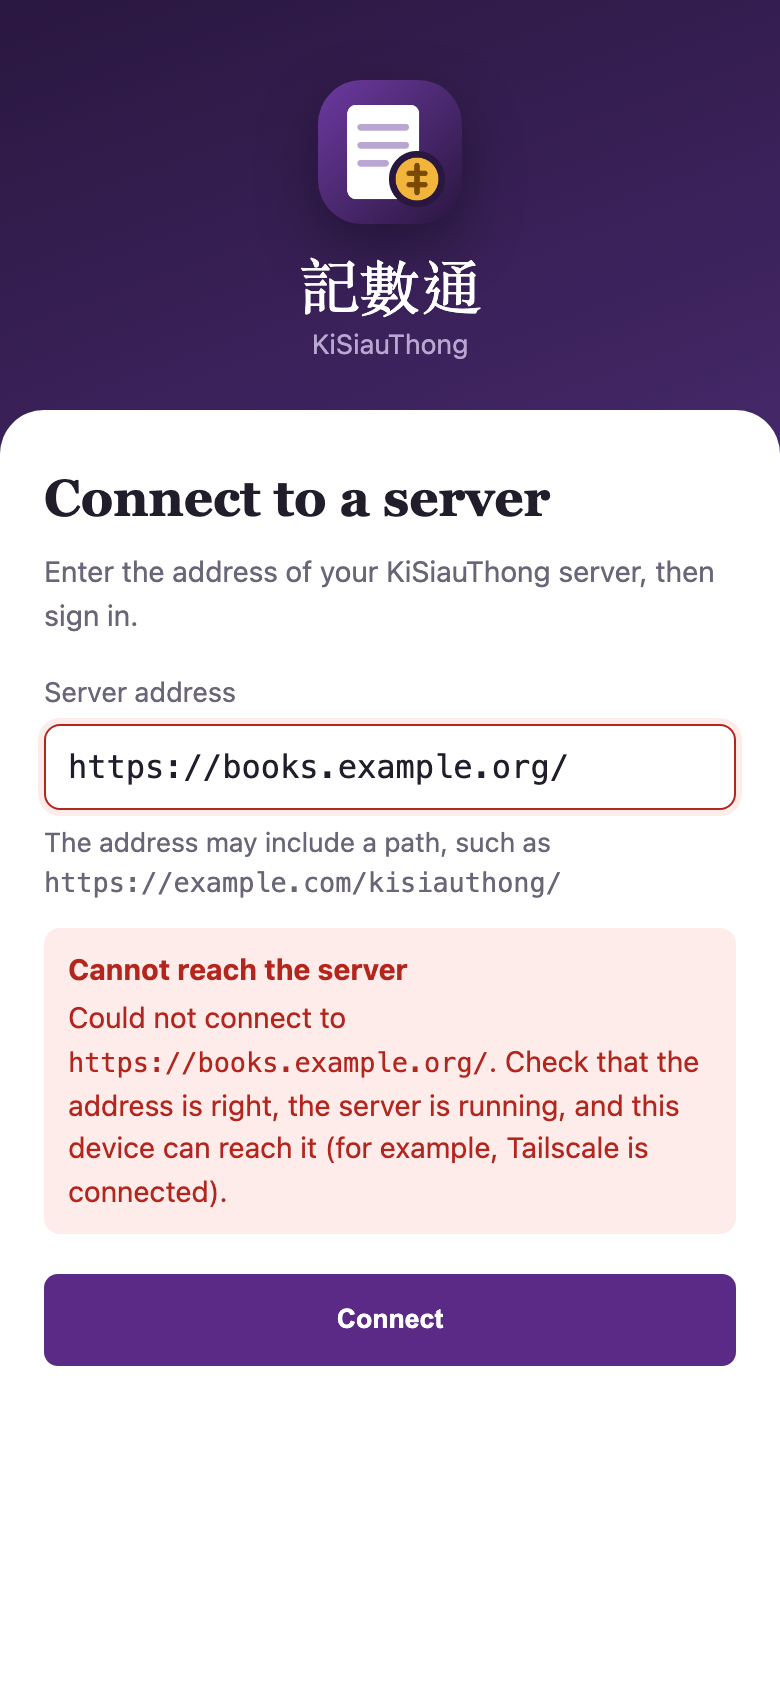 記數通
KiSiauThong
Connect to a server
Enter the address of your KiSiauThong server, then
sign in.
Server address
https://books.example.org/
The address may include a path, such as
https://example.com/kisiauthong/
Cannot reach the server
Could not connect to
https://books.example.org/. Check that the
address is right, the server is running, and this
device can reach it (for example, Tailscale is
connected).
Connect